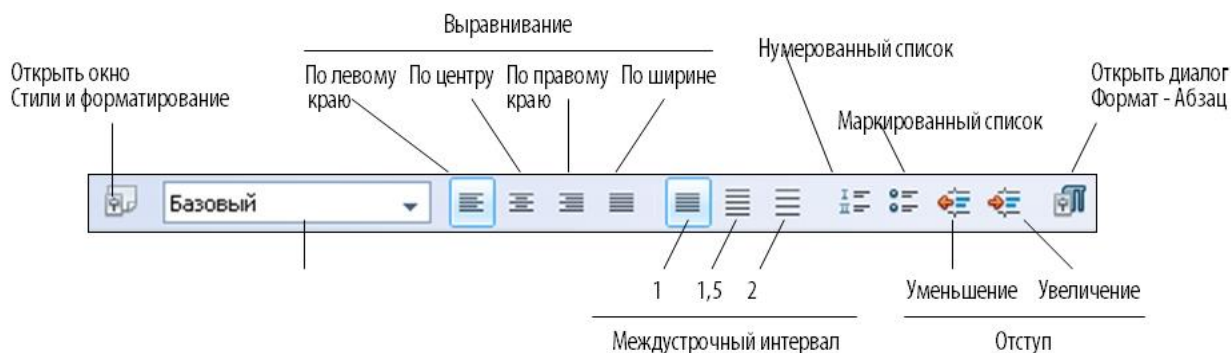 Выравнивание
Нумерованный список
Открыть окно
Стили и форматирование
По левому
краю
По центру
По правому
краю
По ширине
Открыть диалог
Формат - Абзац
Маркированный список
Базовый
1
1,5
2
Уменьшение
Увеличение
Междустрочный интервал
Отступ